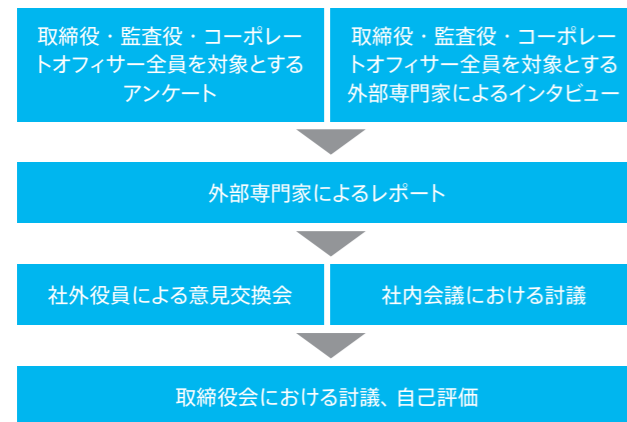 取締役・監査役・コーポレー
トオフィサー全員を対象とする
アンケート
取締役・監査役・コーポレー
トオフィサー全員を対象とする
外部専門家によるインタビュー
外部専門家によるレポート
社外役員による意見交換会
社内会議における討議
取締役会における討議、自己評価